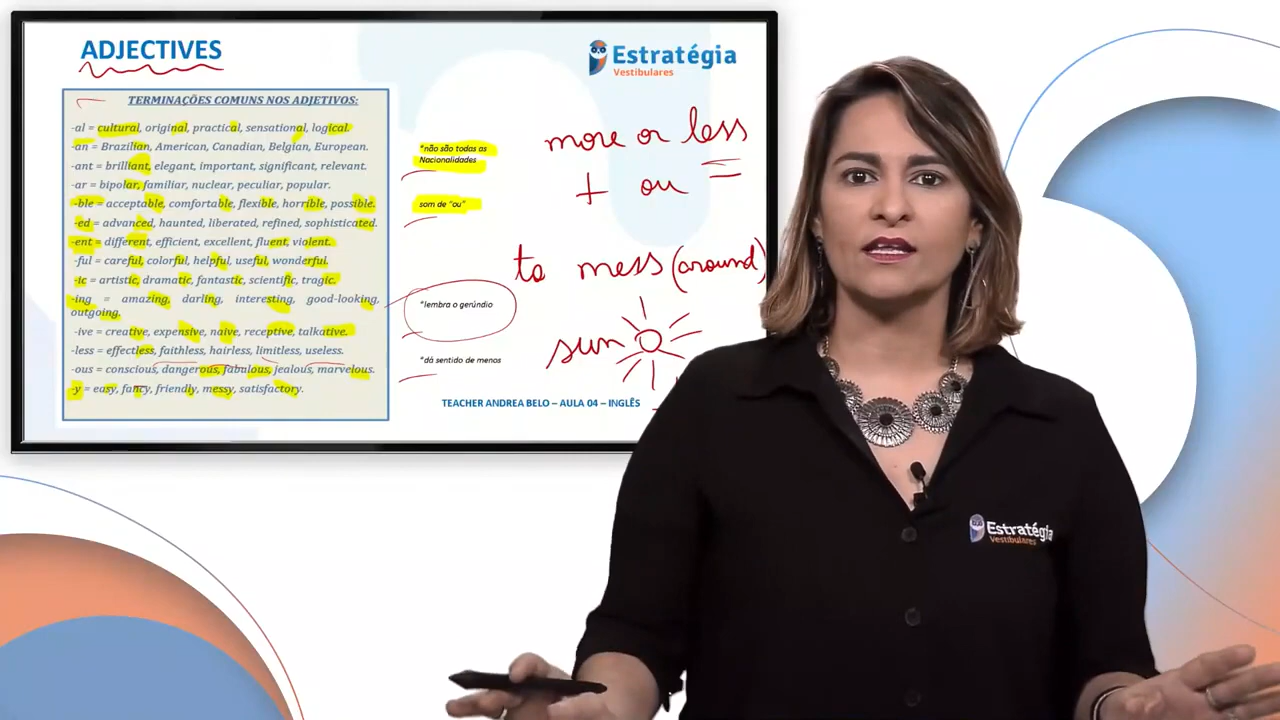 ADJECTIVES
Estratégia
Vestibulares
TERMINAÇÕES COMUNS NOS ADJETIVOS:
-al = cultural, original, practical, sensational, logical.
-an = Brazilian, American, Canadian, Belgian, European.
-ant = brilliant, elegant, important, significant, relevant.
-ar = bipolar, familiar, nuclear, peculiar, popular.
-ble = acceptable, comfortable, flexible, horrible, possible.
-ed = advanced, haunted, liberated, refined, sophisticated.
-ent = different, efficient, excellent, fluent, violent.
-ful = careful, colorful, helpful, useful, wonderful.
-ic = artistic, dramatic, fantastic, scientific, tragic.
-ing = amazing, darling, interesting, good-looking,
outgoing.
-ive = creative, expensive, naive, receptive, talkative.
-less = effectless, faithless, hairless, limitless, useless.
-ous = conscious, dangerous, fabulous, jealous, marvelous.
-y = easy, fancy, friendly, messy, satisfactory.
*não são todas as
Nacionalidades
som de "ou"
*lembra o gerúndio
*dá sentido de menos
more or less
+ ou
to mess (around)
sun
TEACHER ANDREA BELO – AULA 04 – INGLÊS
Estratégia
Vestibulares